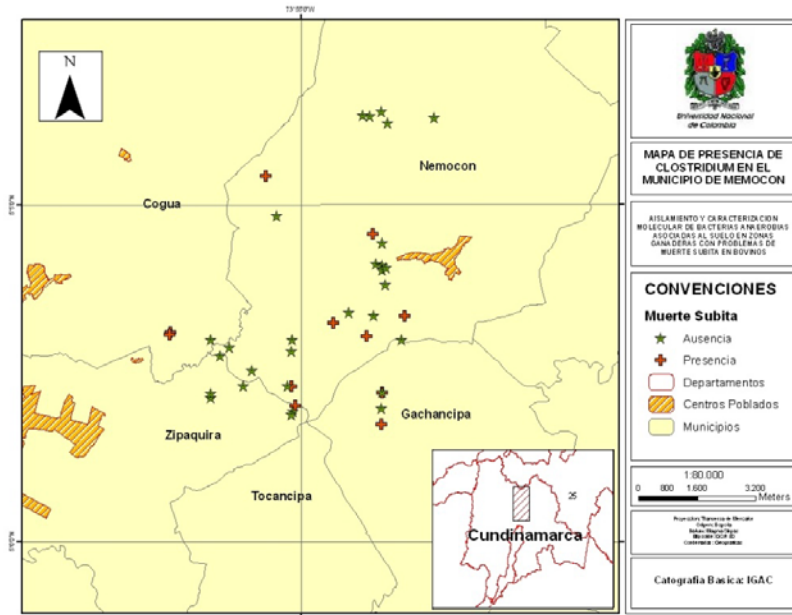 N
Nemocon
Cogua
Gachancipa
Zipaquira
Tocancipa
25
Cundinamarca
Universidad Nacional
de Colombia
MAPA DE PRESENCIA DE
CLOSTRIDIUM EN EL
MUNICIPIO DE MEMOCON
AISLAMIENTO Y CARACTERIZACION
MOLECULAR DE BACTERIAS ANAEROBIAS
ASOCIADAS AL SUELO EN ZONAS
GANADERAS CON PROBLEMAS DE
MUERTE SUBITA EN BOVINOS
CONVENCIONES
Muerte Subita
Ausencia
Presencia
Departamentos
Centros Poblados
Municipios
1:80.000
0 800 1.600 3.200
Meters
Catografia Basica: IGAC